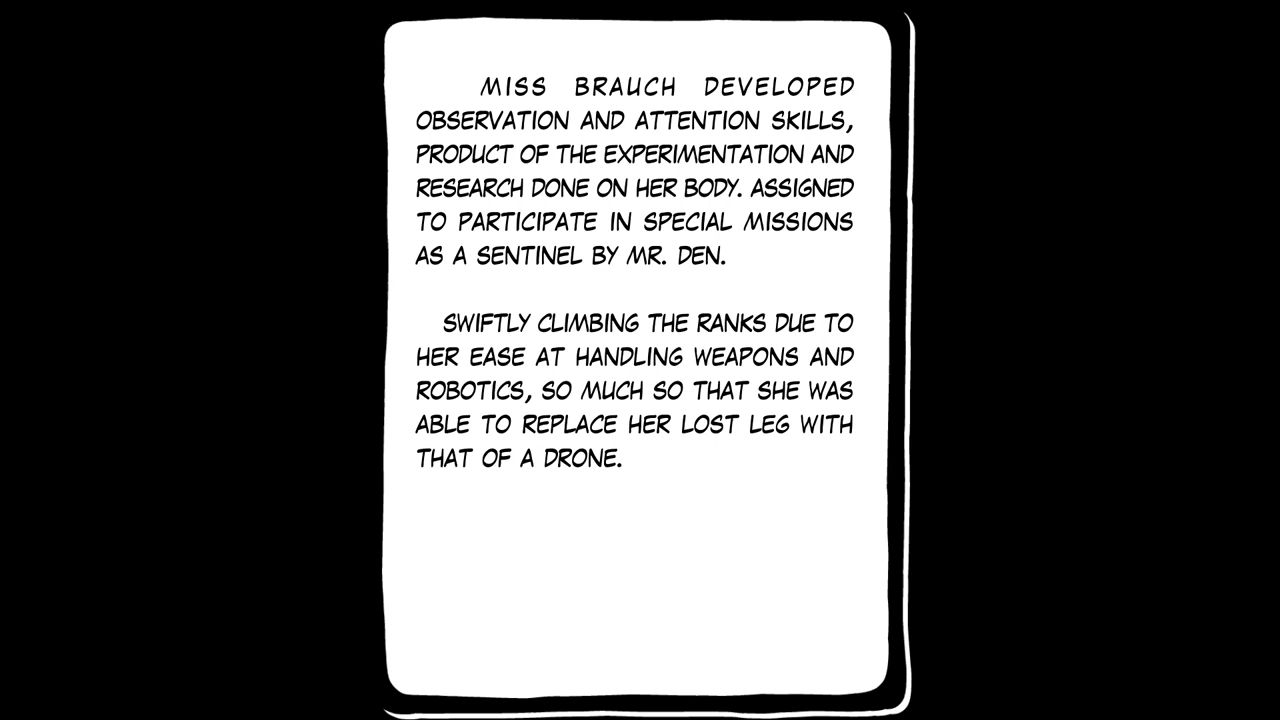 MISS BRAUCH DEVELOPED
OBSERVATION AND ATTENTION SKILLS,
PRODUCT OF THE EXPERIMENTATION AND
RESEARCH DONE ON HER BODY. ASSIGNED
TO PARTICIPATE IN SPECIAL MISSIONS
AS A SENTINEL BY MR. DEN.
SWIFTLY CLIMBING THE RANKS DUE TO
HER EASE AT HANDLING WEAPONS AND
ROBOTICS, SO MUCH SO THAT SHE WAS
ABLE TO REPLACE HER LOST LEG WITH
THAT OF A DRONE.